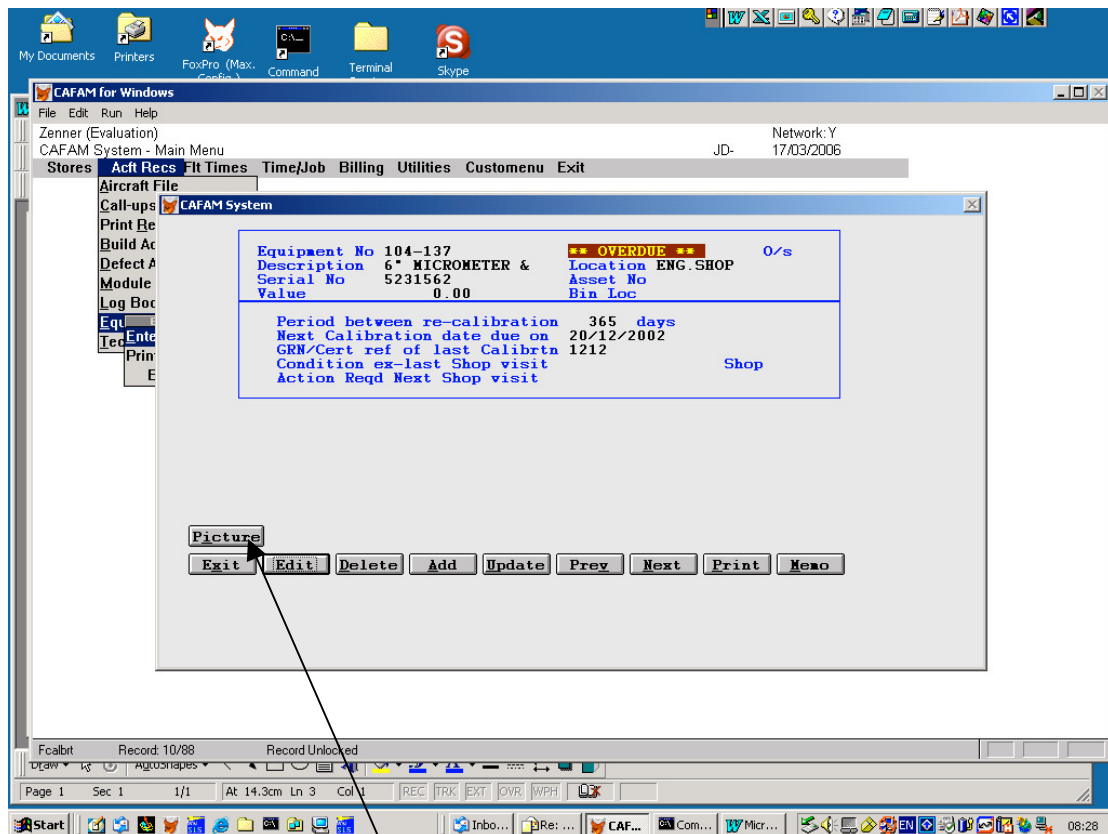 My Documents Printers FoxPro (Max. Config.) Command Terminal Skype
CAFAM for Windows
File Edit Run Help
Zenner (Evaluation) Network: Y
CAFAM System - Main Menu JD- 17/03/2006
Stores Acft Recs Flt Times Time/Job Billing Utilities Customenu Exit
Aircraft File
Call-ups
CAFAM System
Print Re
Build Ac
Defect A
Module
Log Boo
Equ
Tec
Ente
Prin
E
Equipment No 104-137 ** OVERDUE ** O/s
Description 6" MICROMETER & Location ENG.SHOP
Serial No 5231562 Asset No
Value 0.00 Bin Loc
Period between re-calibration 365 days
Next Calibration date due on 20/12/2002
GRN/Cert ref of last Calibrtn 1212
Condition ex-last Shop visit Shop
Action Reqd Next Shop visit
Picture
Exit Edit Delete Add Update Prev Next Print Memo
Fcalbrt Record: 10/88 Record Unlocked
Draw AutoShapes
Page 1 Sec 1 1/1 At 14.3cm Ln 3 Col 1 REC TRK EXT OVR WPH
Start Inbo... Re: ... CAF... Com... Micr... EN 08:28